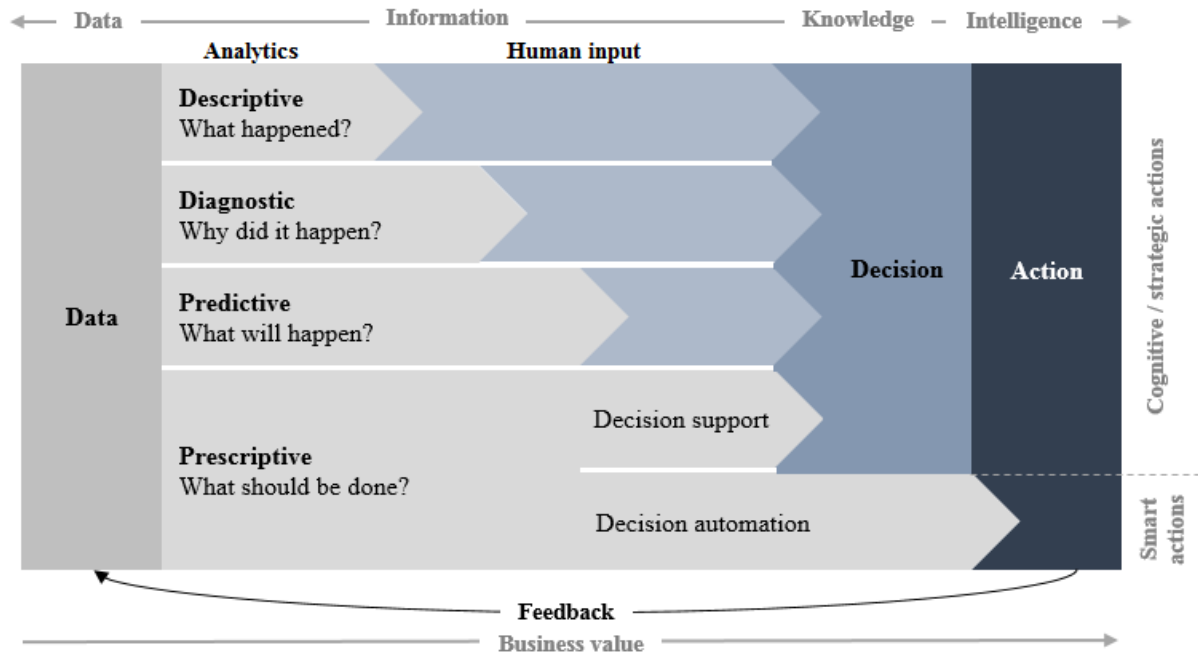 Data
Information
Knowledge
Intelligence
Analytics
Human input
Descriptive
What happened?
Diagnostic
Why did it happen?
Predictive
What will happen?
Prescriptive
What should be done?
Data
Decision support
Decision automation
Decision
Action
Cognitive / strategic actions
Smart
actions
Feedback
Business value